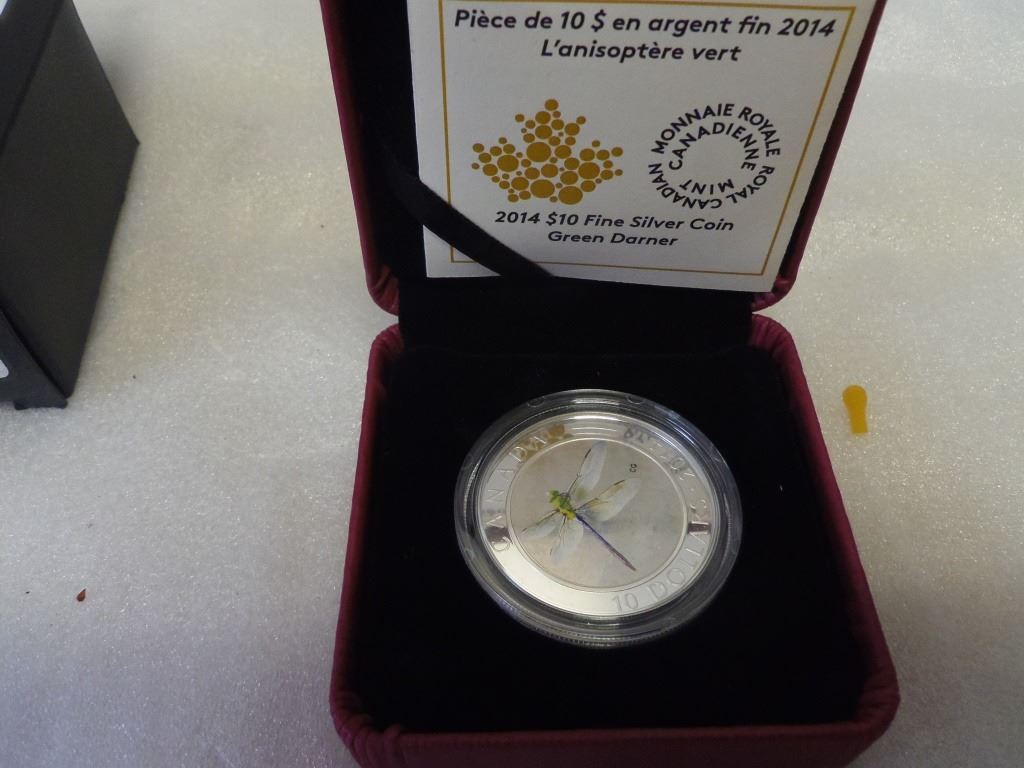 Pièce de 10 $ en argent fin 2014
L'anisoptère vert
MONNAIE ROYALE CANADIENNE
ROYAL CANADIAN MINT
2014 $10 Fine Silver Coin
Green Darner
CANADA
10 DOLLARS